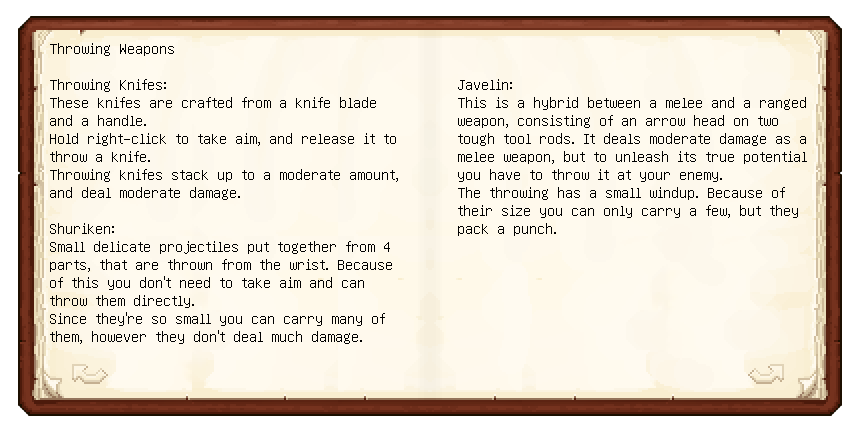 Throwing Weapons
Throwing Knifes:
These knifes are crafted from a knife blade
and a handle.
Hold right-click to take aim, and release it to
throw a knife.
Throwing knifes stack up to a moderate amount,
and deal moderate damage.
Shuriken:
Small delicate projectiles put together from 4
parts, that are thrown from the wrist. Because
of this you don't need to take aim and can
throw them directly.
Since they're so small you can carry many of
them, however they don't deal much damage.
Javelin:
This is a hybrid between a melee and a ranged
weapon, consisting of an arrow head on two
tough tool rods. It deals moderate damage as a
melee weapon, but to unleash its true potential
you have to throw it at your enemy.
The throwing has a small windup. Because of
their size you can only carry a few, but they
pack a punch.